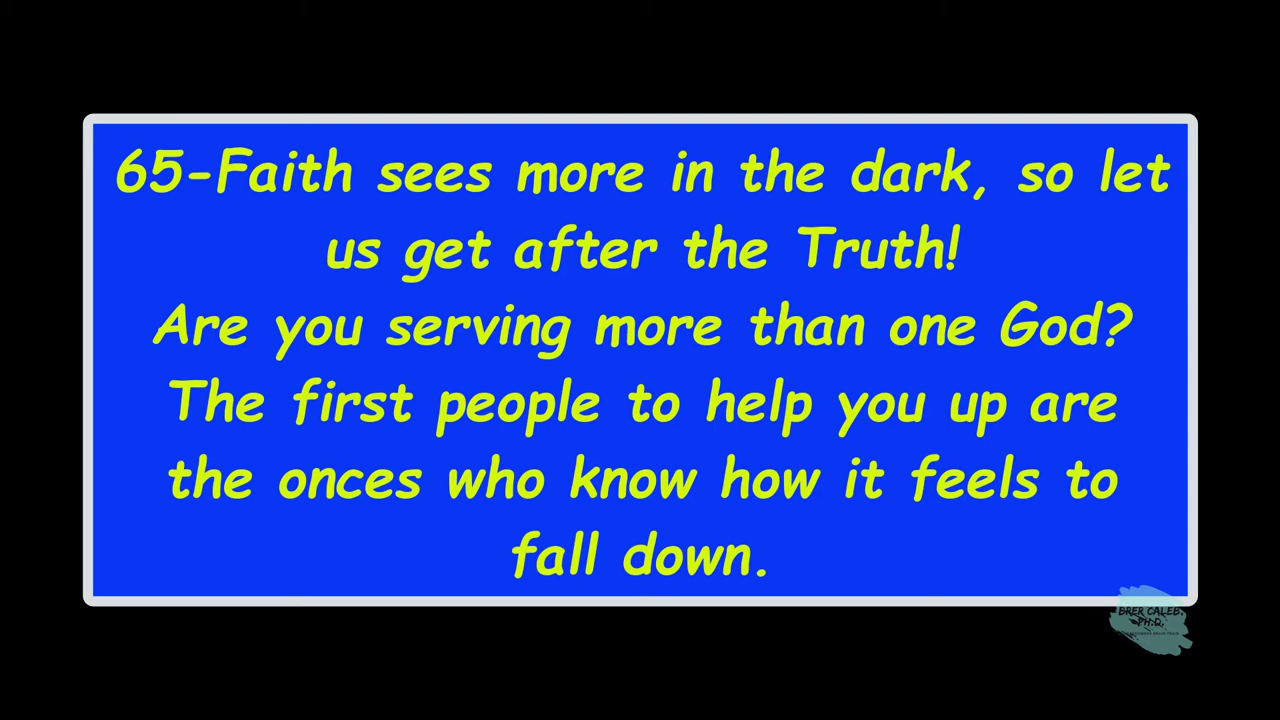 65-Faith sees more in the dark, so let
us get after the Truth!
Are you serving more than one God?
The first people to help you up are
the onces who know how it feels to
fall down.
BRER CALEB,
PH.D.